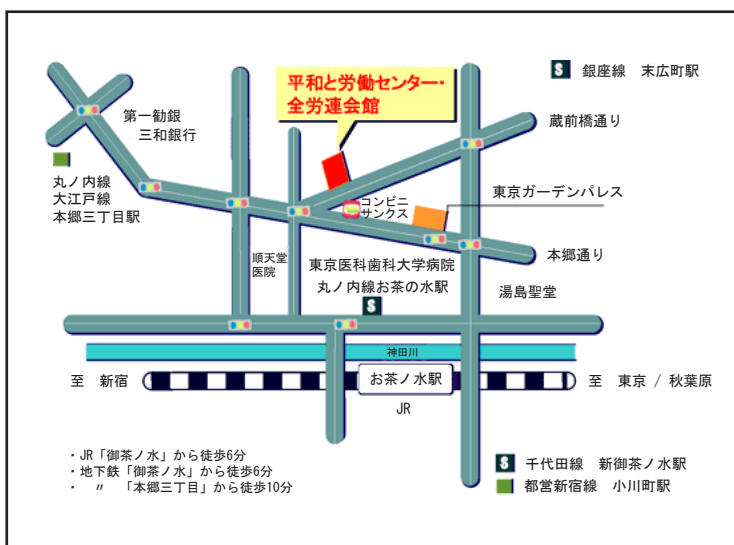 平和と労働センター・
全労連会館
S 銀座線 末広町駅
第一勧銀
三和銀行
蔵前橋通り
丸ノ内線
大江戸線
本郷三丁目駅
コンビニ
サンクス
東京ガーデンパレス
順天堂
医院
東京医科歯科大学病院
丸ノ内線お茶の水駅
S
本郷通り
湯島聖堂
神田川
至 新宿
お茶ノ水駅
至 東京 / 秋葉原
JR
・JR「御茶ノ水」から徒歩6分
・地下鉄「御茶ノ水」から徒歩6分
・ 〃 「本郷三丁目」から徒歩10分
S 千代田線 新御茶ノ水駅
都営新宿線 小川町駅